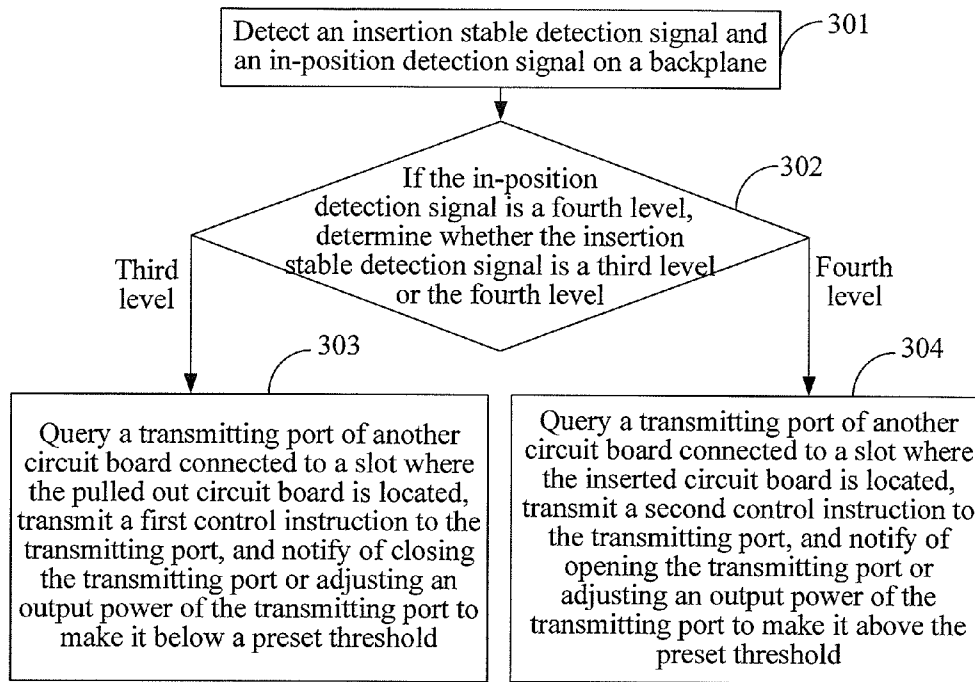 Detect an insertion stable detection signal and
an in-position detection signal on a backplane
301
If the in-position
detection signal is a fourth level,
determine whether the insertion
stable detection signal is a third level
or the fourth level
302
Third
level
Fourth
level
303
Query a transmitting port of another
circuit board connected to a slot where
the pulled out circuit board is located,
transmit a first control instruction to the
transmitting port, and notify of closing
the transmitting port or adjusting an
output power of the transmitting port to
make it below a preset threshold
304
Query a transmitting port of another
circuit board connected to a slot where
the inserted circuit board is located,
transmit a second control instruction to
the transmitting port, and notify of
opening the transmitting port or
adjusting an output power of the
transmitting port to make it above the
preset threshold